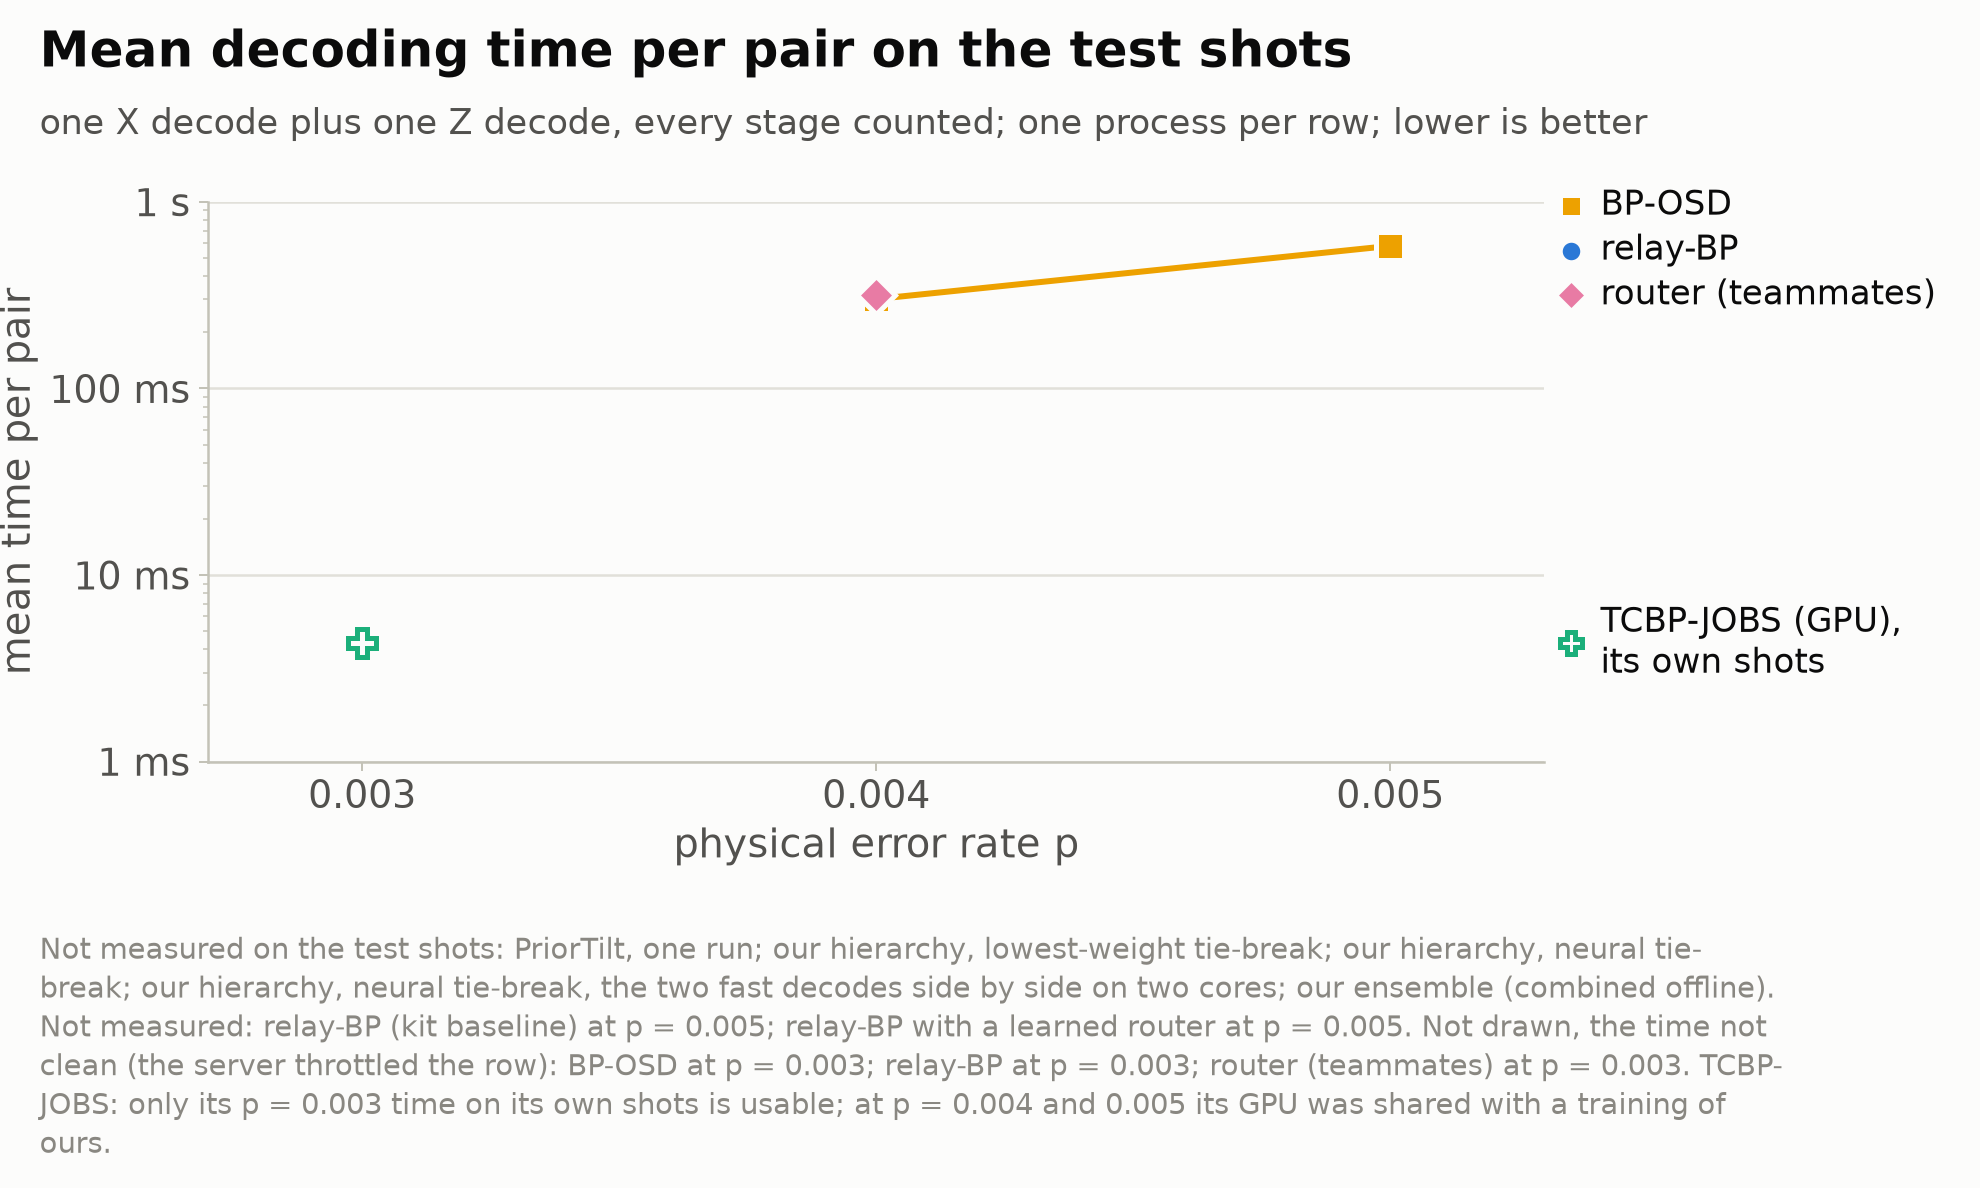 Mean decoding time per pair on the test shots
one X decode plus one Z decode, every stage counted; one process per row; lower is better
mean time per pair
1 s
100 ms
10 ms
1 ms
0.003
0.004
0.005
physical error rate p
BP-OSD
relay-BP
router (teammates)
TCBP-JOBS (GPU),
its own shots
Not measured on the test shots: PriorTilt, one run; our hierarchy, lowest-weight tie-break; our hierarchy, neural tie-
break; our hierarchy, neural tie-break, the two fast decodes side by side on two cores; our ensemble (combined offline).
Not measured: relay-BP (kit baseline) at p = 0.005; relay-BP with a learned router at p = 0.005. Not drawn, the time not
clean (the server throttled the row): BP-OSD at p = 0.003; relay-BP at p = 0.003; router (teammates) at p = 0.003. TCBP-
JOBS: only its p = 0.003 time on its own shots is usable; at p = 0.004 and 0.005 its GPU was shared with a training of
ours.